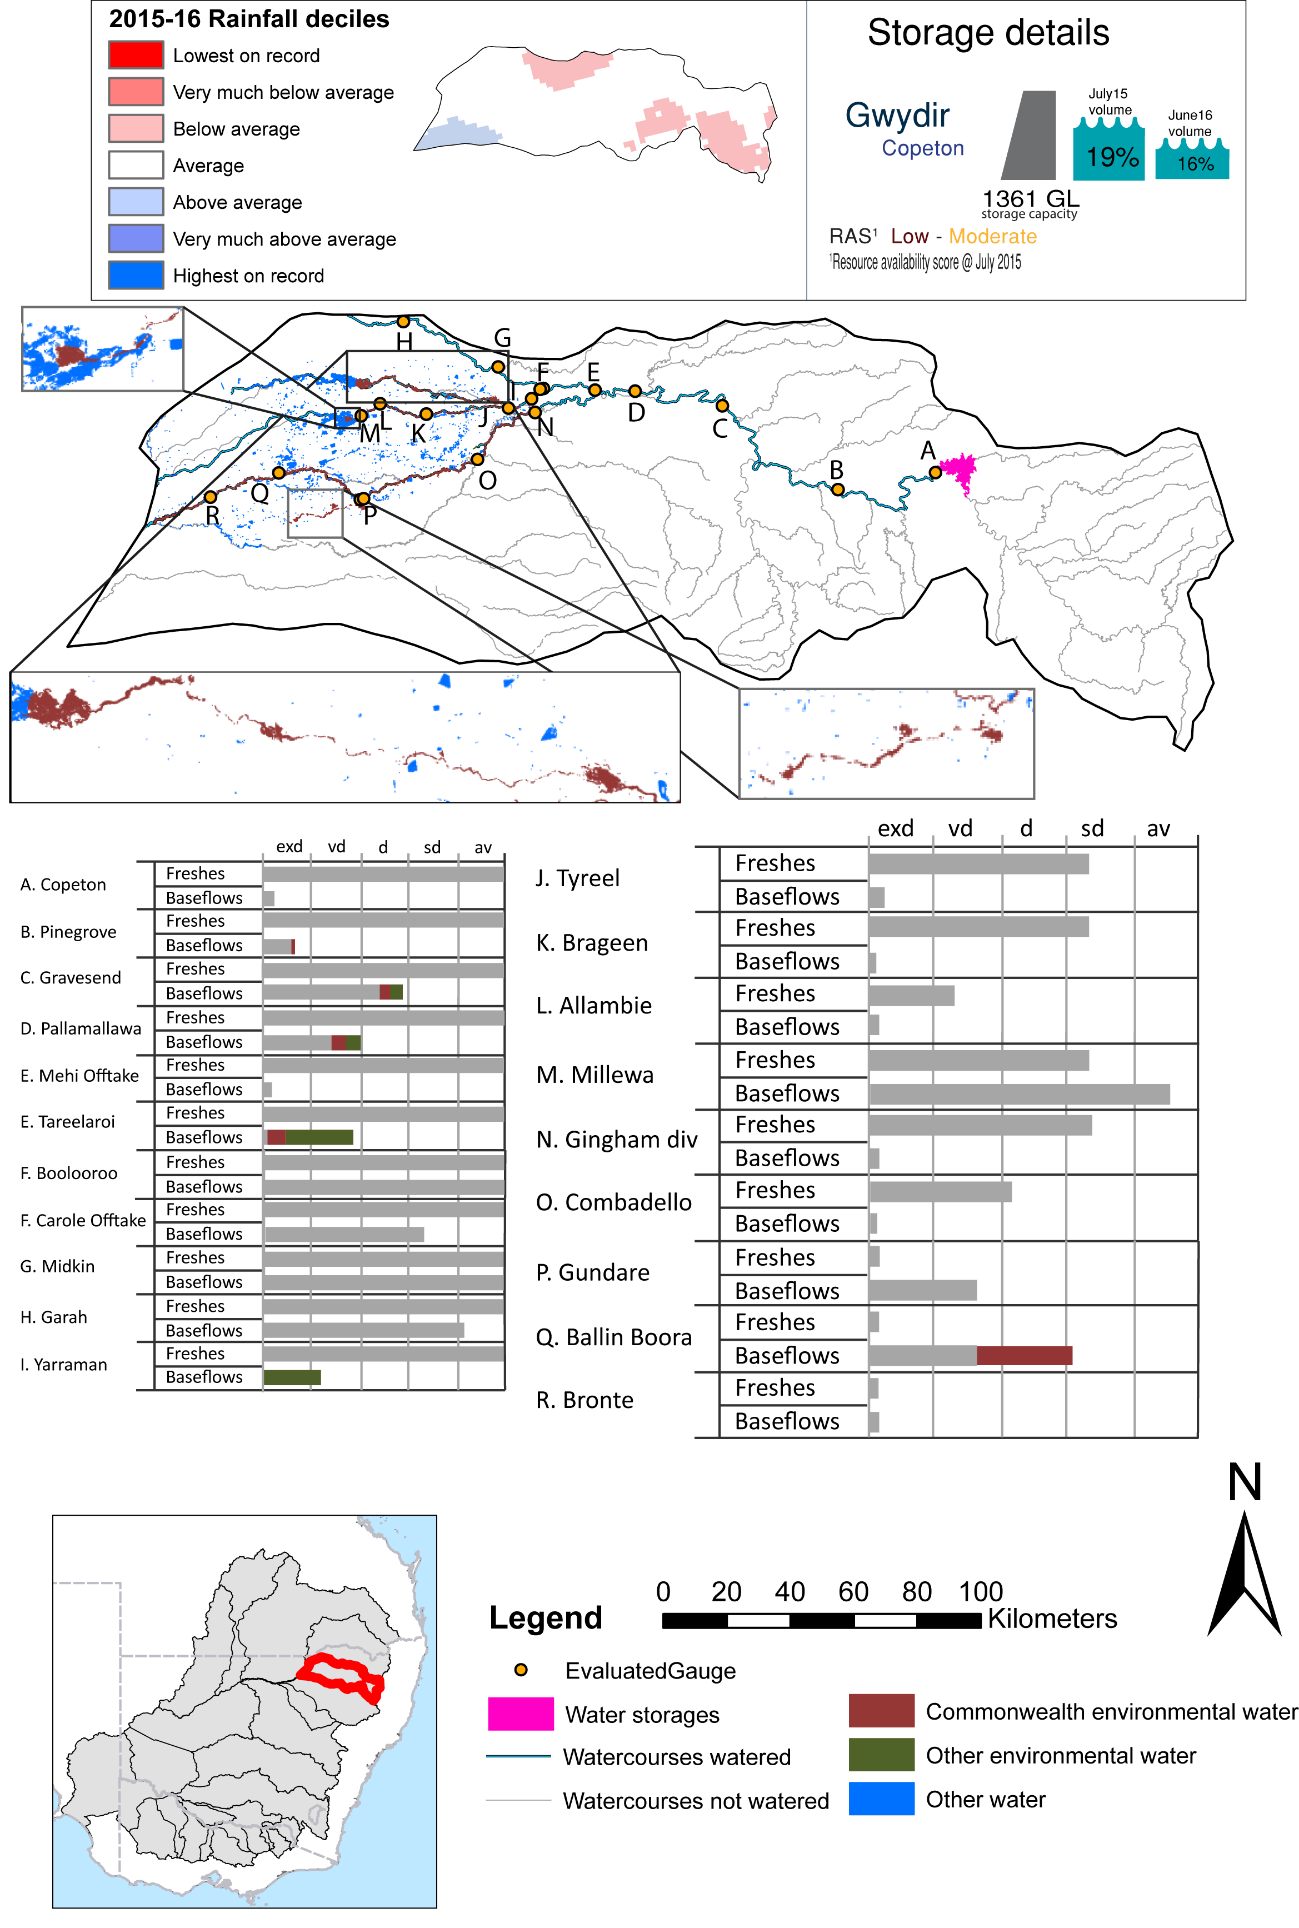 2015-16 Rainfall deciles
Lowest on record
Very much below average
Below average
Average
Above average
Very much above average
Highest on record
Storage details
Gwydir
Copeton
1361 GL
storage capacity
July15
volume
19%
June16
volume
16%
RAS¹ Low - Moderate
¹Resource availability score @ July 2015
H
G
F
E
D
C
B
A
I
J
N
L
M
K
O
Q
R
P
exd vd d sd av
A. Copeton
Freshes
Baseflows
B. Pinegrove
Freshes
Baseflows
C. Gravesend
Freshes
Baseflows
D. Pallamallawa
Freshes
Baseflows
E. Mehi Offtake
Freshes
Baseflows
E. Tareelaroi
Freshes
Baseflows
F. Boolooroo
Freshes
Baseflows
F. Carole Offtake
Freshes
Baseflows
G. Midkin
Freshes
Baseflows
H. Garah
Freshes
Baseflows
I. Yarraman
Freshes
Baseflows
exd vd d sd av
J. Tyreel
Freshes
Baseflows
K. Brageen
Freshes
Baseflows
L. Allambie
Freshes
Baseflows
M. Millewa
Freshes
Baseflows
N. Gingham div
Freshes
Baseflows
O. Combadello
Freshes
Baseflows
P. Gundare
Freshes
Baseflows
Q. Ballin Boora
Freshes
Baseflows
R. Bronte
Freshes
Baseflows
N
0 20 40 60 80 100
Kilometers
Legend
EvaluatedGauge
Water storages
Watercourses watered
Watercourses not watered
Commonwealth environmental water
Other environmental water
Other water